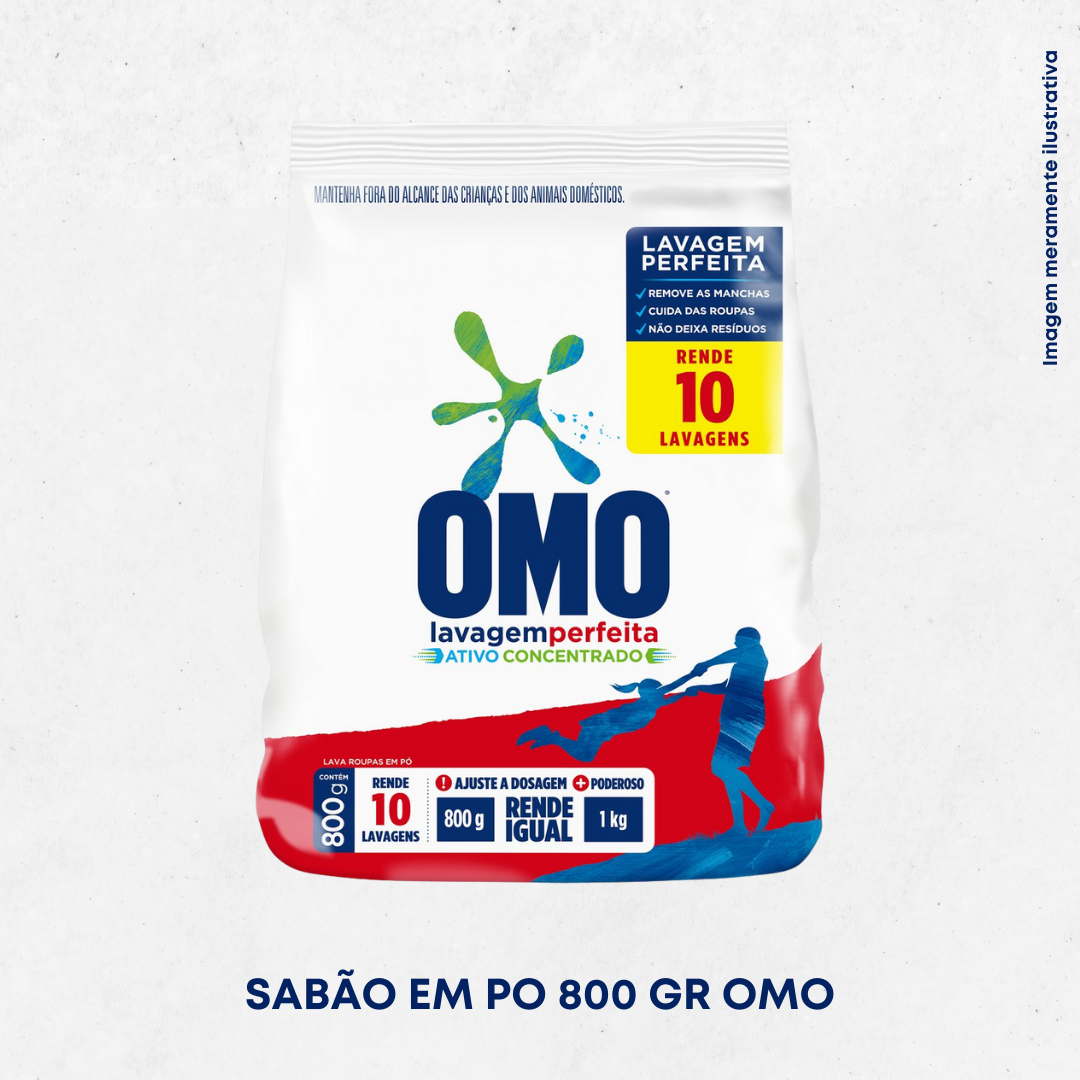 MANTENHA FORA DO ALCANCE DAS CRIANÇAS E DOS ANIMAIS DOMÉSTICOS.
LAVAGEM
PERFEITA
REMOVE AS MANCHAS
CUIDA DAS ROUPAS
NÃO DEIXA RESÍDUOS
RENDE
10
LAVAGENS
OMO
lavagemperfeita
ATIVO CONCENTRADO
LAVA ROUPAS EM PÓ
CONTÉM
800g
RENDE
10
LAVAGENS
! AJUSTE A DOSAGEM + PODEROSO
800 g RENDE IGUAL 1 kg
SABÃO EM PO 800 GR OMO
Imagem meramente ilustrativa